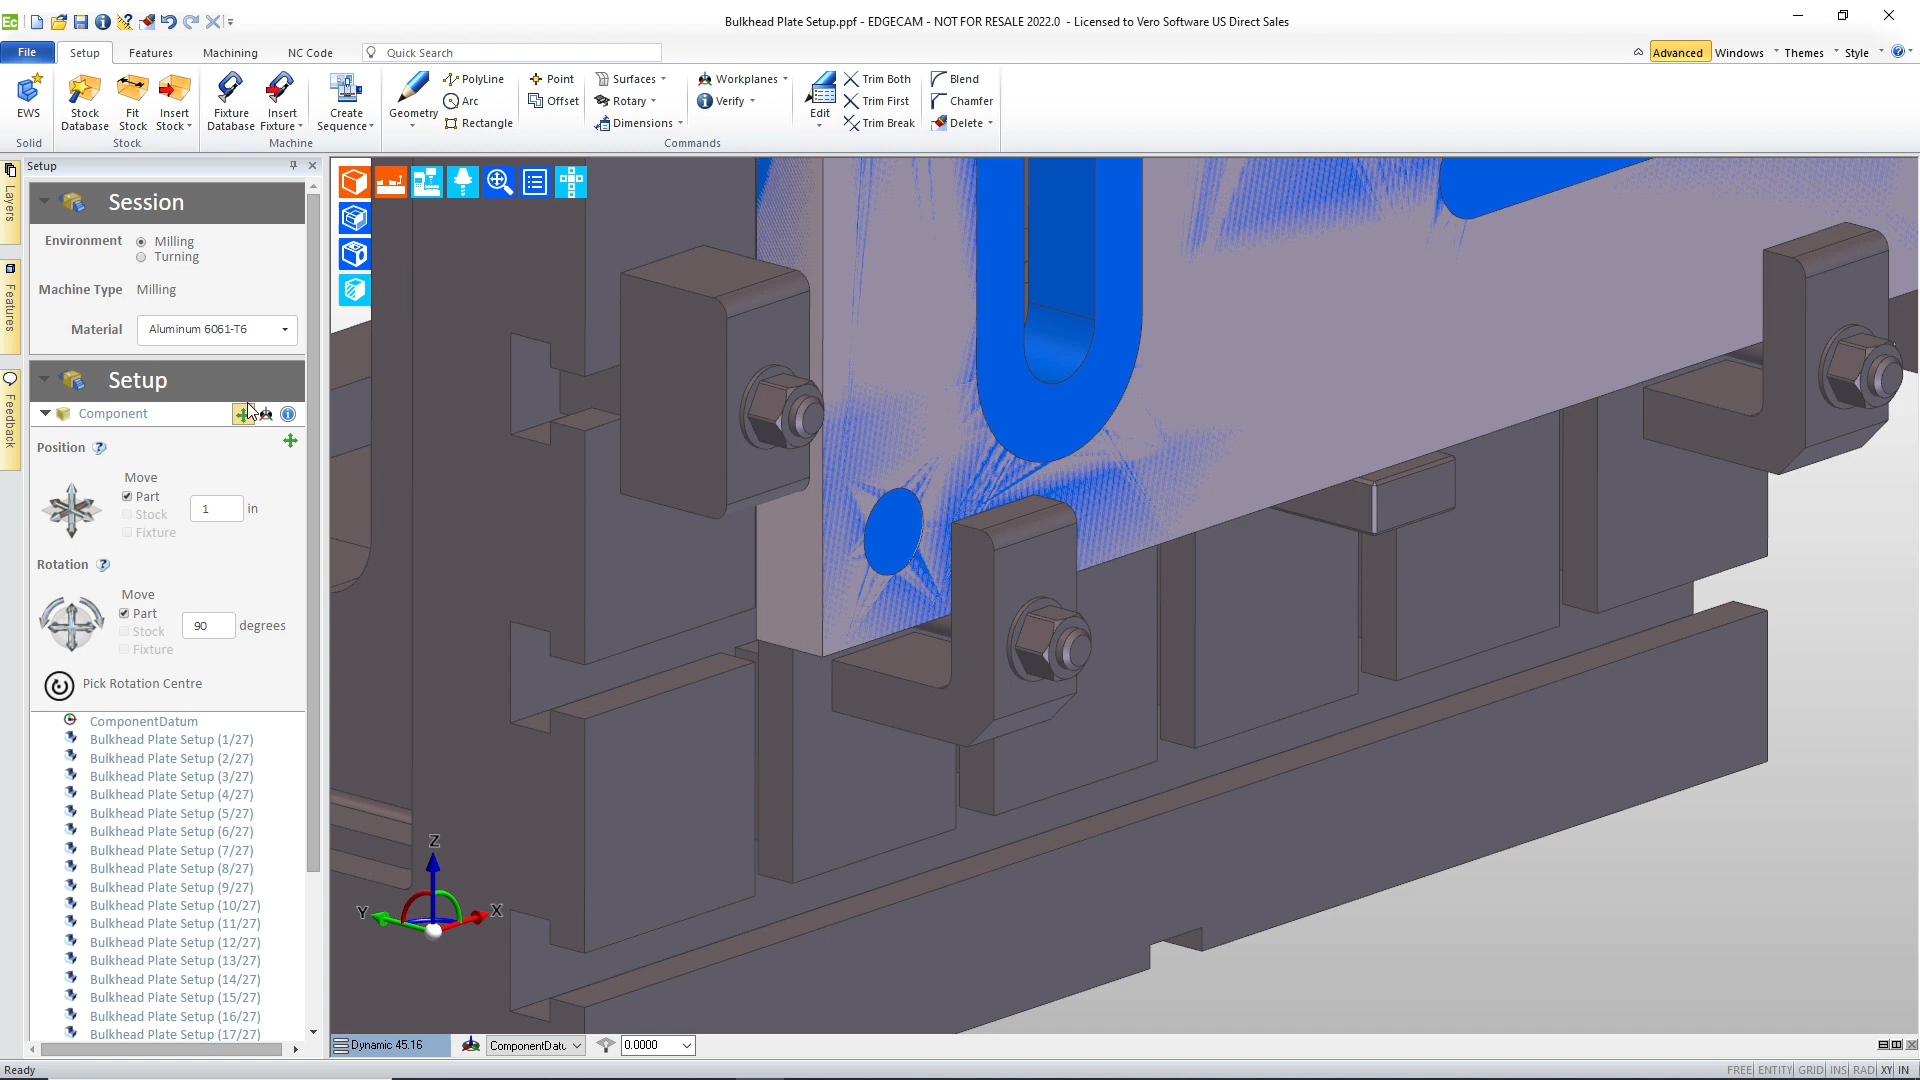 Ec
Bulkhead Plate Setup.ppf - EDGECAM - NOT FOR RESALE 2022.0 - Licensed to Vero Software US Direct Sales
File Setup Features Machining NC Code Quick Search
Advanced Windows Themes Style
EWS
Solid
Stock Database
Fit Stock
Insert Stock
Stock
Fixture Database
Insert Fixture
Create Sequence
Machine
Geometry
PolyLine
Arc
Rectangle
Point
Offset
Surfaces
Rotary
Dimensions
Workplanes
Verify
Edit
Trim Both
Trim First
Trim Break
Blend
Chamfer
Delete
Commands
Layers
Features
Feedback
Setup
Session
Environment
Milling
Turning
Machine Type Milling
Material Aluminum 6061-T6
Setup
Component
Position
Move
Part
Stock
Fixture
1 in
Rotation
Move
Part
Stock
Fixture
90 degrees
Pick Rotation Centre
ComponentDatum
Bulkhead Plate Setup (1/27)
Bulkhead Plate Setup (2/27)
Bulkhead Plate Setup (3/27)
Bulkhead Plate Setup (4/27)
Bulkhead Plate Setup (5/27)
Bulkhead Plate Setup (6/27)
Bulkhead Plate Setup (7/27)
Bulkhead Plate Setup (8/27)
Bulkhead Plate Setup (9/27)
Bulkhead Plate Setup (10/27)
Bulkhead Plate Setup (11/27)
Bulkhead Plate Setup (12/27)
Bulkhead Plate Setup (13/27)
Bulkhead Plate Setup (14/27)
Bulkhead Plate Setup (15/27)
Bulkhead Plate Setup (16/27)
Bulkhead Plate Setup (17/27)
Z
Y
X
Dynamic 45.16 ComponentDatu 0.0000
Ready
FREE ENTITY GRID INS RAD XY IN